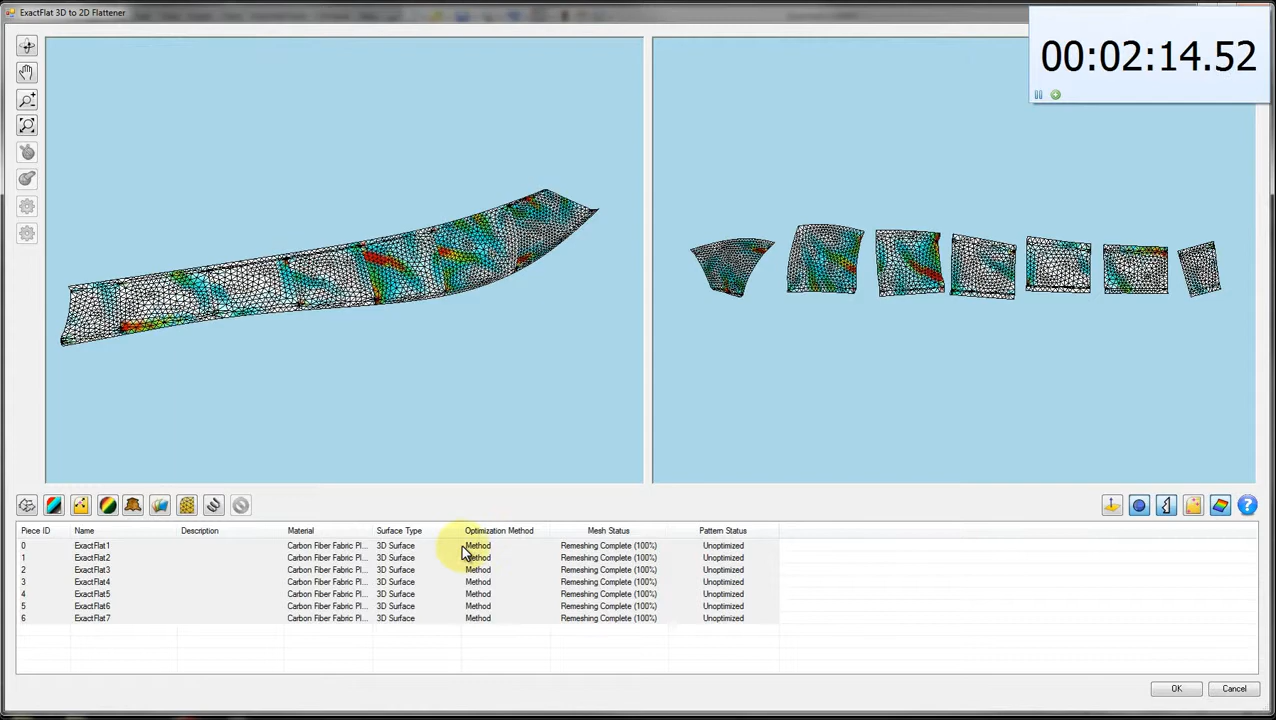 ExactFlat 3D to 2D Flattener
00:02:14.52
Piece ID Name Description Material Surface Type Optimization Method Mesh Status Pattern Status
0 ExactFlat1 Carbon Fiber Fabric Pl... 3D Surface Method Remeshing Complete (100%) Unoptimized
1 ExactFlat2 Carbon Fiber Fabric Pl... 3D Surface Method Remeshing Complete (100%) Unoptimized
2 ExactFlat3 Carbon Fiber Fabric Pl... 3D Surface Method Remeshing Complete (100%) Unoptimized
3 ExactFlat4 Carbon Fiber Fabric Pl... 3D Surface Method Remeshing Complete (100%) Unoptimized
4 ExactFlat5 Carbon Fiber Fabric Pl... 3D Surface Method Remeshing Complete (100%) Unoptimized
5 ExactFlat6 Carbon Fiber Fabric Pl... 3D Surface Method Remeshing Complete (100%) Unoptimized
6 ExactFlat7 Carbon Fiber Fabric Pl... 3D Surface Method Remeshing Complete (100%) Unoptimized
OK Cancel